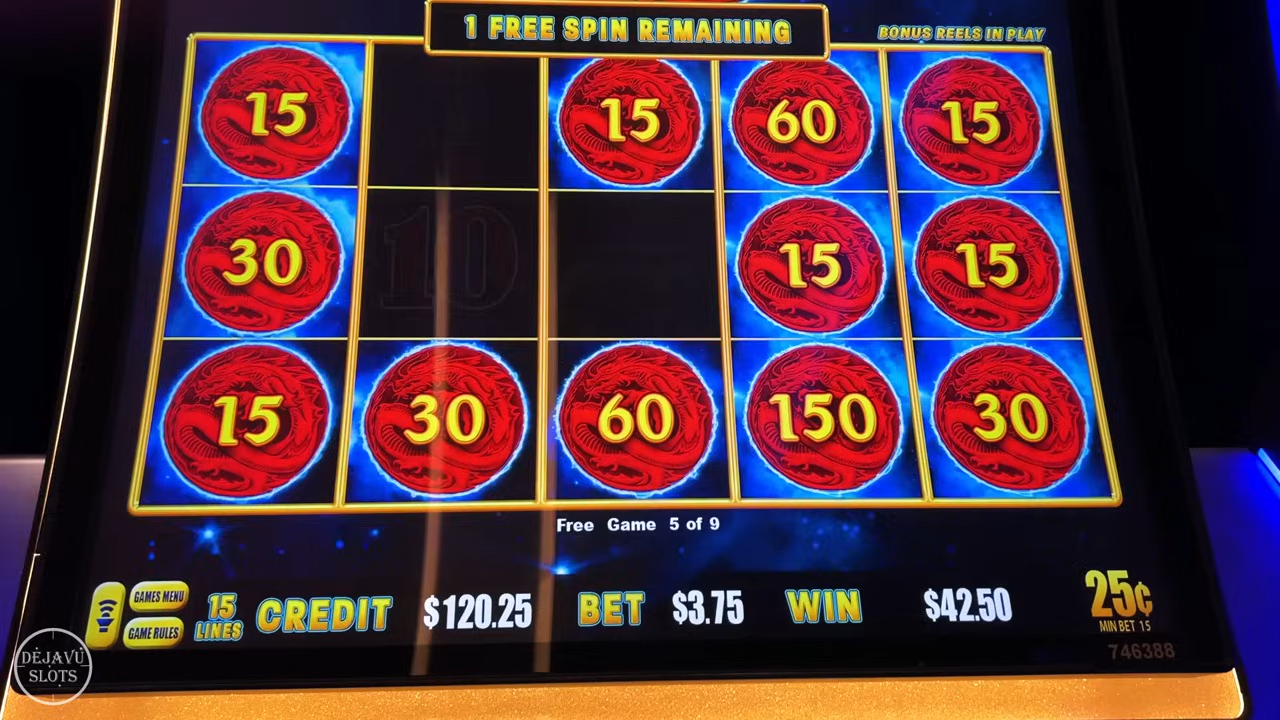 1 FREE SPIN REMAINING
BONUS REELS IN PLAY
15 15 60 15
30 10 15 15
15 30 60 150 30
Free Game 5 of 9
GAMES MENU
GAME RULES
15
LINES
CREDIT $120.25 BET $3.75 WIN $42.50
25¢
MIN BET 15
746388
DEJAVU
SLOTS